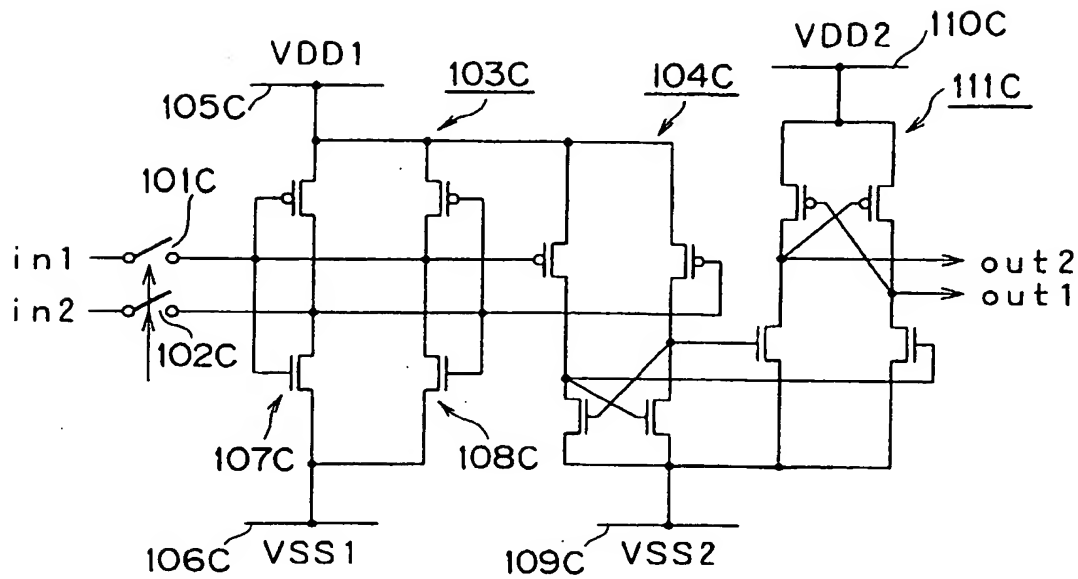 VDD1
VDD2
110C
103C
104C
111C
105C
101C
in1
out2
out1
in2
102C
107C
108C
106C
VSS1
109C
VSS2